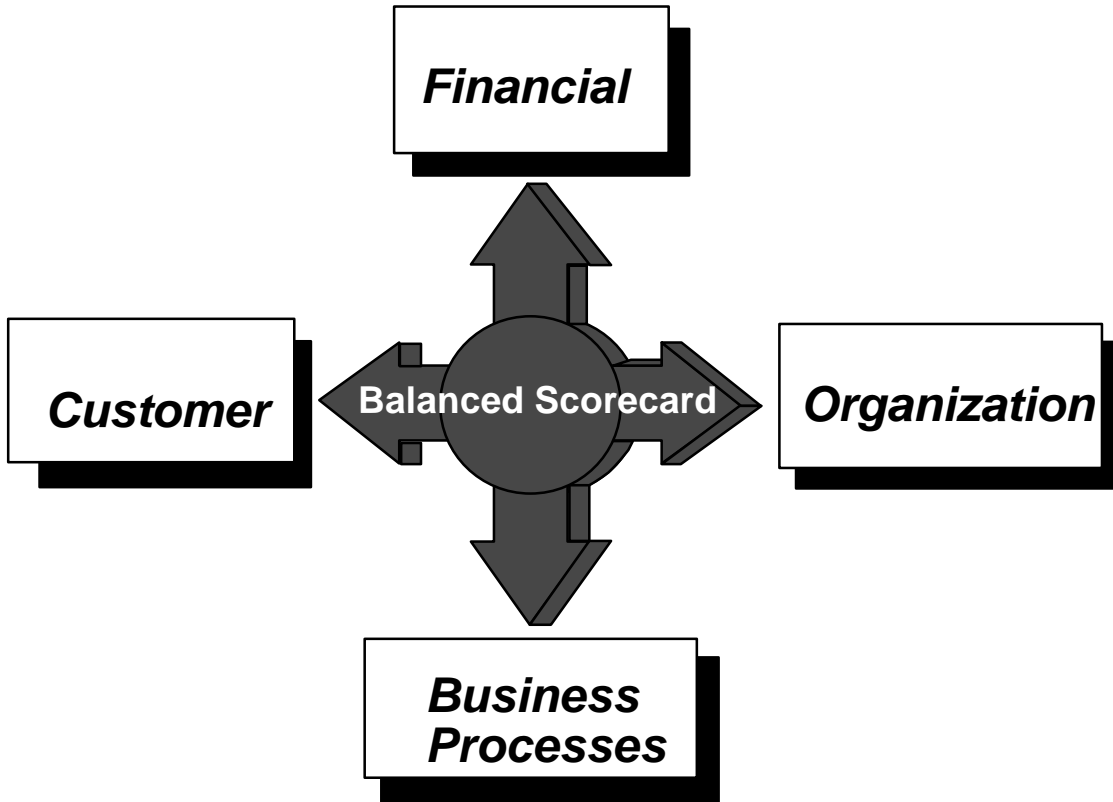 Financial
Customer
Balanced Scorecard
Organization
Business
Processes